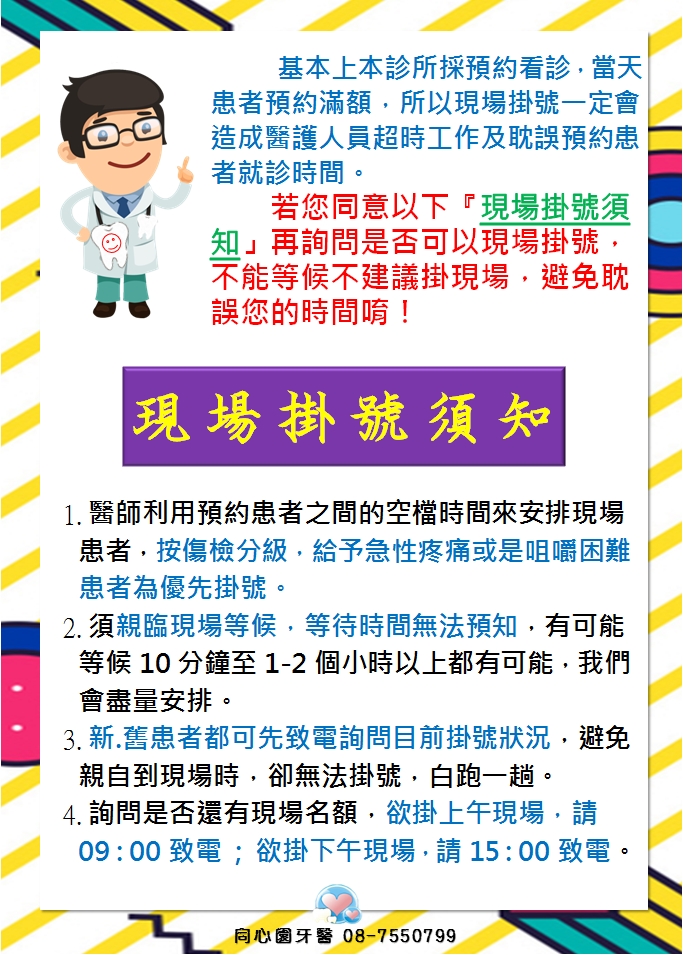 基本上本診所採預約看診，當天
患者預約滿額，所以現場掛號一定會
造成醫護人員超時工作及耽誤預約患
者就診時間。
若您同意以下『現場掛號須
知』再詢問是否可以現場掛號，
不能等候不建議掛現場，避免耽
誤您的時間唷！
現場掛號須知
1. 醫師利用預約患者之間的空檔時間來安排現場
患者，按傷檢分級，給予急性疼痛或是咀嚼困難
患者為優先掛號。
2. 須親臨現場等候，等待時間無法預知，有可能
等候 10 分鐘至 1-2 個小時以上都有可能，我們
會盡量安排。
3. 新.舊患者都可先致電詢問目前掛號狀況，避免
親自到現場時，卻無法掛號，白跑一趟。
4. 詢問是否還有現場名額，欲掛上午現場，請
09:00 致電；欲掛下午現場，請 15:00 致電。
同心園牙醫 08-7550799